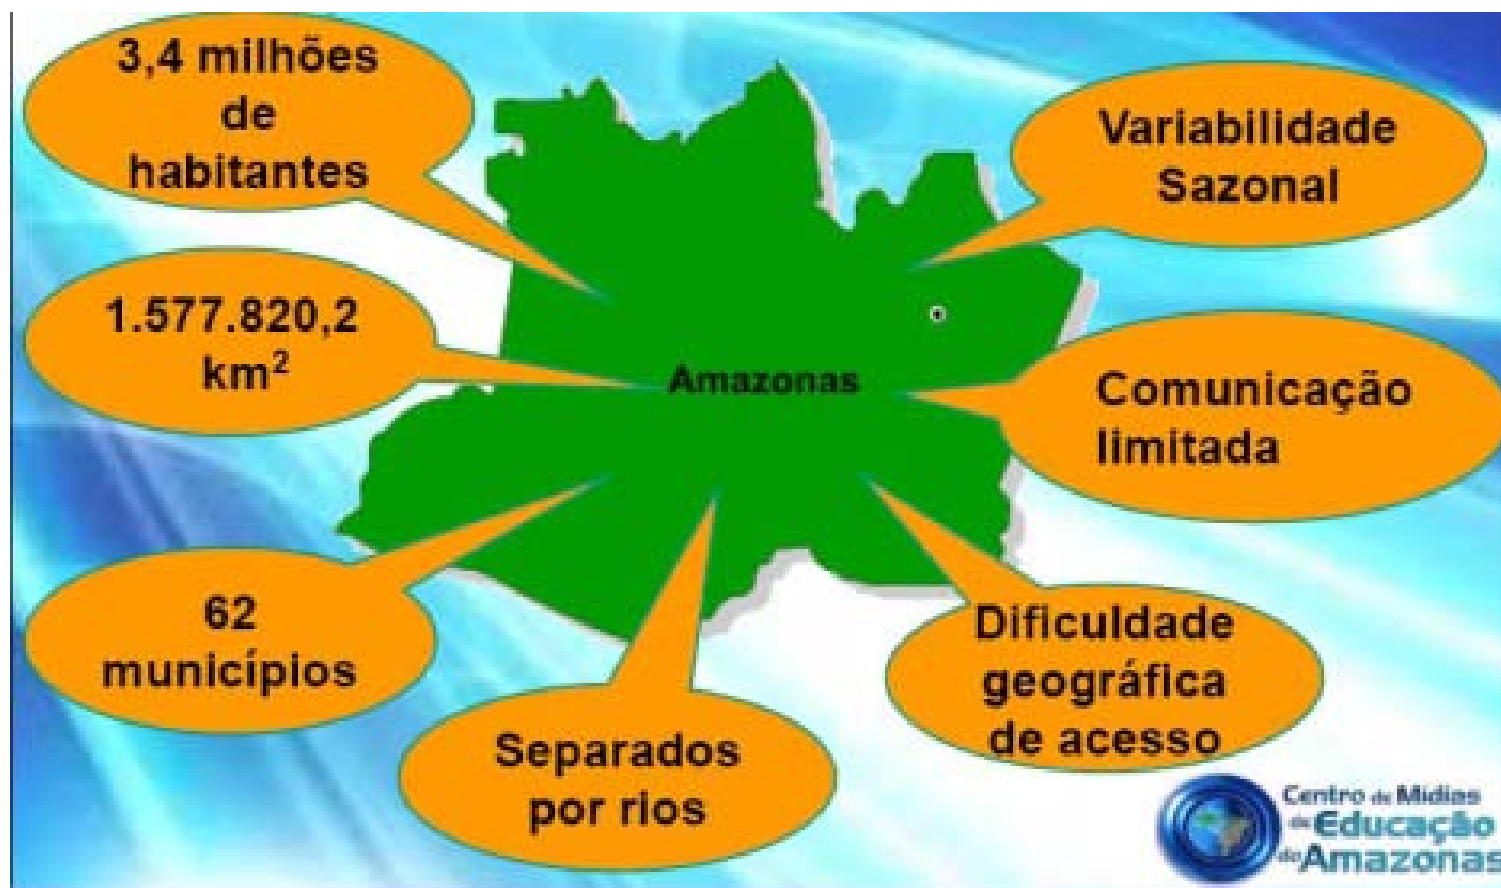 3,4 milhões
de
habitantes
Variabilidade
Sazonal
1.577.820,2
km²
Amazonas
Comunicação
limitada
62
municípios
Separados
por rios
Dificuldade
geográfica
de acesso
Centro de Mídias
de Educação
do Amazonas